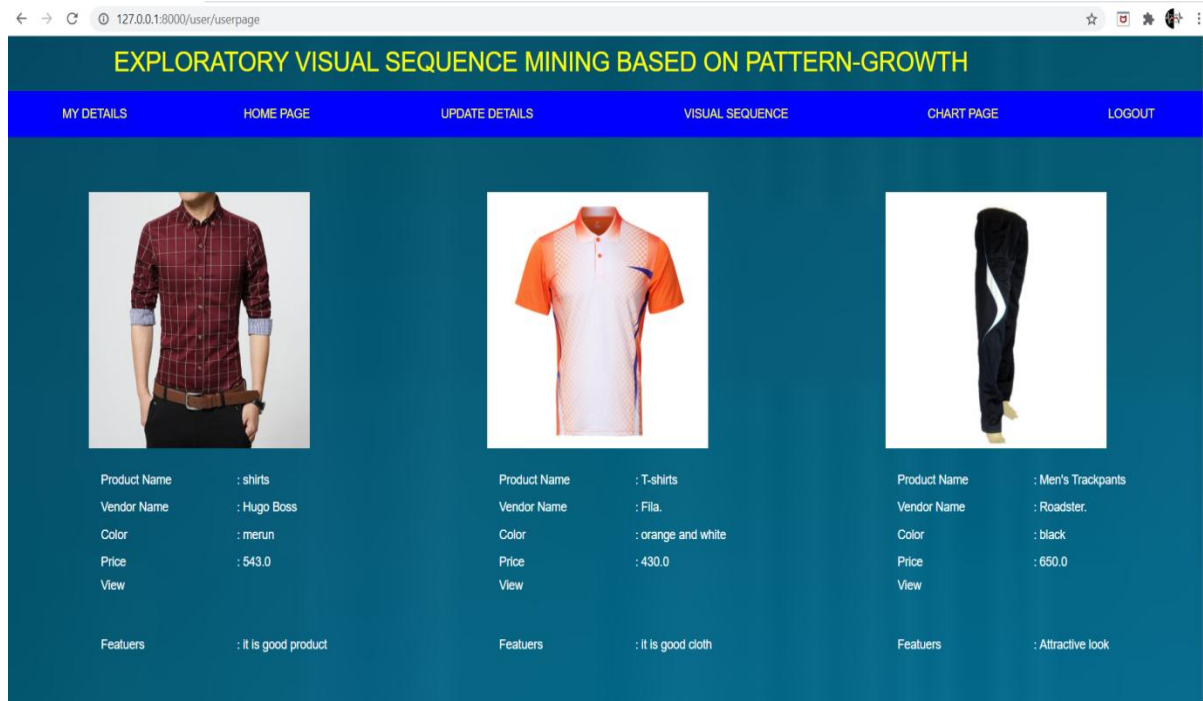 127.0.0.1:8000/user/userpage
EXPLORATORY VISUAL SEQUENCE MINING BASED ON PATTERN-GROWTH
MY DETAILS HOME PAGE UPDATE DETAILS VISUAL SEQUENCE CHART PAGE LOGOUT
Product Name : shirts
Vendor Name : Hugo Boss
Color : merun
Price : 543.0
View
Featuers : it is good product
Product Name : T-shirts
Vendor Name : Fila.
Color : orange and white
Price : 430.0
View
Featuers : it is good cloth
Product Name : Men's Trackpants
Vendor Name : Roadster.
Color : black
Price : 650.0
View
Featuers : Attractive look